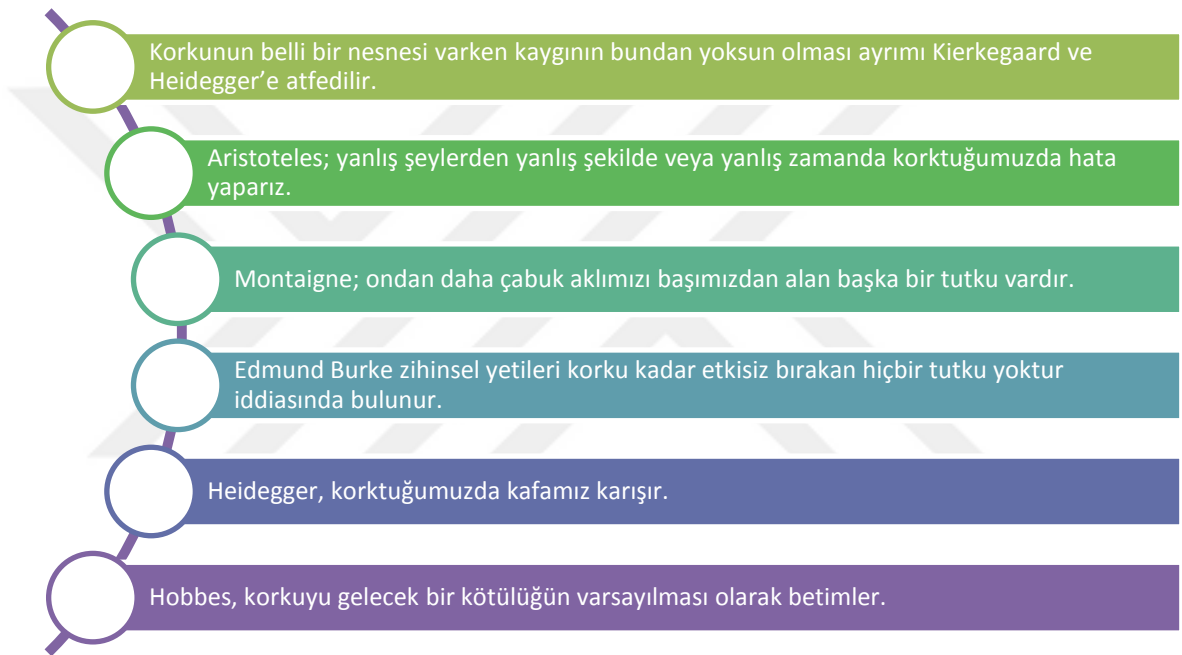 Korkunun belli bir nesnesi varken kaygının bundan yoksun olması ayrımı Kierkegaard ve
Heidegger’e atfedilir.
Aristoteles; yanlış şeylerden yanlış şekilde veya yanlış zamanda korktuğumuzda hata
yaparız.
Montaigne; ondan daha çabuk aklımızı başımızdan alan başka bir tutku vardır.
Edmund Burke zihinsel yetileri korku kadar etkisiz bırakan hiçbir tutku yoktur
iddiasında bulunur.
Heidegger, korktuğumuzda kafamız karışır.
Hobbes, korkuyu gelecek bir kötülüğün varsayılması olarak betimler.